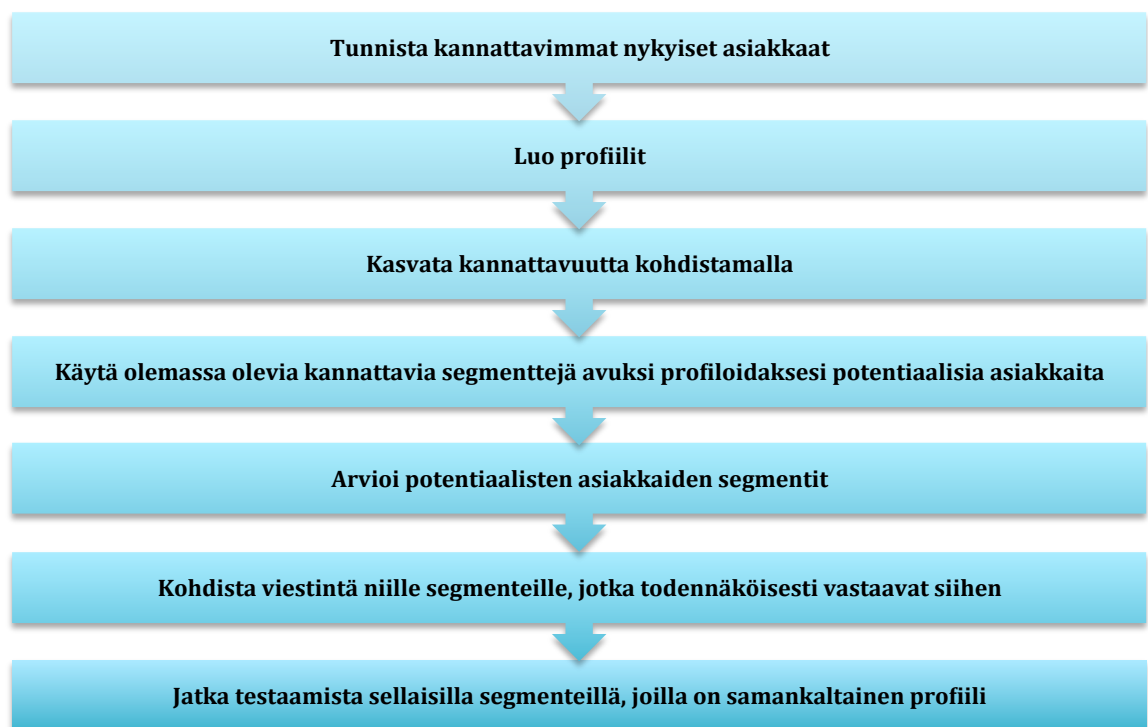 Tunnista kannattavimmat nykyiset asiakkaat
Luo profiilit
Kasvata kannattavuutta kohdistamalla
Käytä olemassa olevia kannattavia segmenttejä avuksi profiloidaksesi potentiaalisia asiakkaita
Arvioi potentiaalisten asiakkaiden segmentit
Kohdista viestintä niille segmenteille, jotka todennäköisesti vastaavat siihen
Jatka testaamista sellaisilla segmenteillä, joilla on samankaltainen profiili